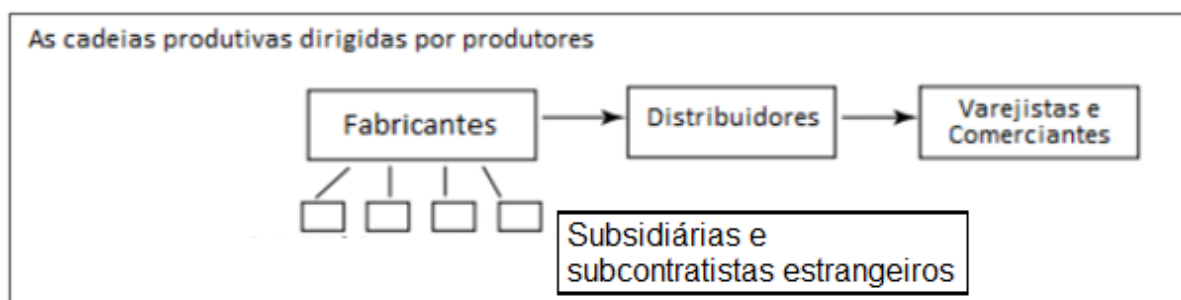 As cadeias produtivas dirigidas por produtores
Fabricantes
Distribuidores
Varejistas e
Comerciantes
Subsidiárias e
subcontratistas estrangeiros